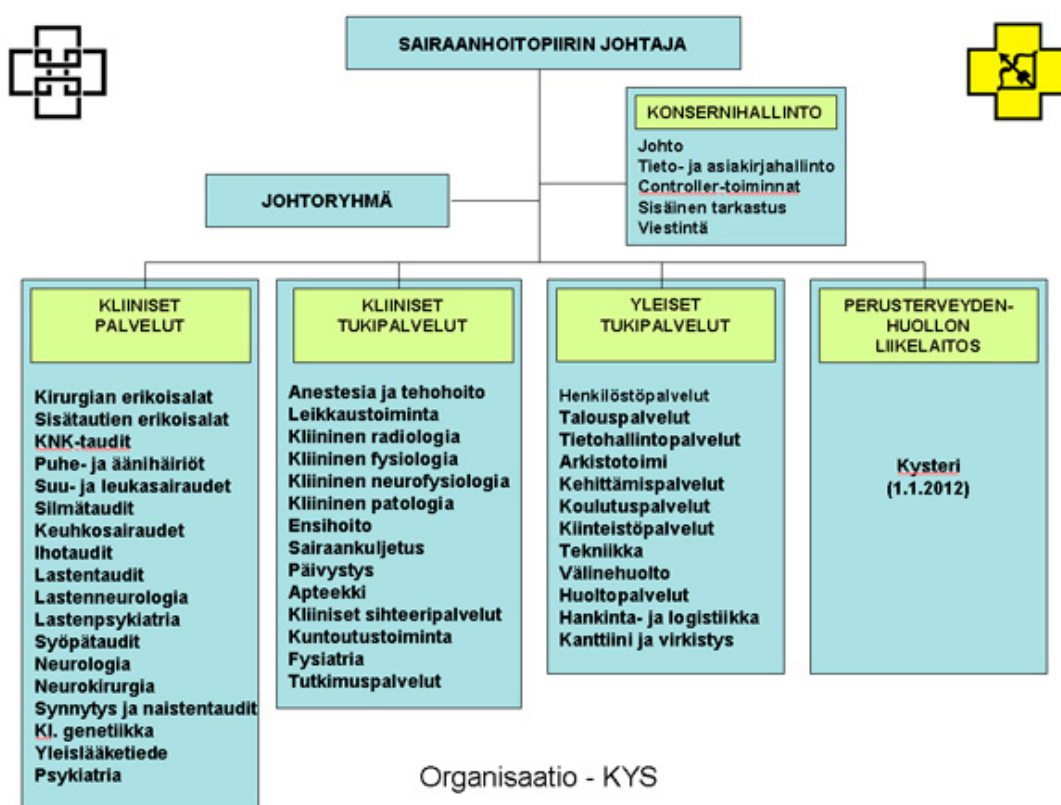 SAIRAANHOITOPIIRIN JOHTAJA
KONSERNIHALLINTO
Johto
Tieto- ja asiakirjahallinto
Controller-toiminnat
Sisäinen tarkastus
Viestintä
JOHTORYHMÄ
KLIINISET
PALVELUT
Kirurgian erikoisalat
Sisätautien erikoisalat
KNK-taudit
Puhe- ja äänihäiriöt
Suu- ja leukasairaudet
Silmätaudit
Keuhkosairaudet
Ihotaudit
Lastentaudit
Lastenneurologia
Lastenpsykiatria
Syöpätaudit
Neurologia
Neurokirurgia
Synnytys ja naistentaudit
Kl. genetiikka
Yleislääketiede
Psykiatria
KLIINISET
TUKIPALVELUT
Anestesia ja tehohoito
Leikkaustoiminta
Kliininen radiologia
Kliininen fysiologia
Kliininen neurofysiologia
Kliininen patologia
Ensihoito
Sairaankuljetus
Päivystys
Apteekki
Kliiniset sihteeripalvelut
Kuntoutustoiminta
Fysiatria
Tutkimuspalvelut
YLEISET
TUKIPALVELUT
Henkilöstöpalvelut
Talouspalvelut
Tietohallintopalvelut
Arkistotoimi
Kehittämispalvelut
Koulutuspalvelut
Kiinteistöpalvelut
Tekniikka
Välinehuolto
Huoltopalvelut
Hankinta- ja logistiikka
Kanttiini ja virkistys
PERUSTERVEYDEN-
HUOLLON
LIIKELAITOS
Kysteri
(1.1.2012)
Organisaatio - KYS